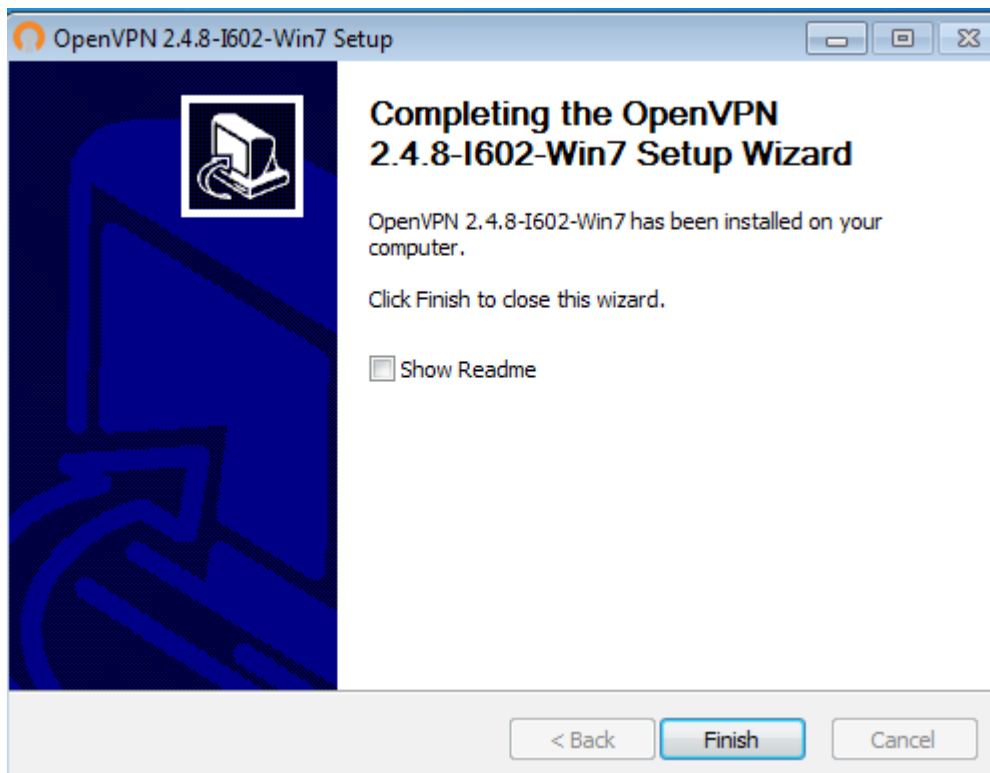 OpenVPN 2.4.8-I602-Win7 Setup
Completing the OpenVPN
2.4.8-I602-Win7 Setup Wizard
OpenVPN 2.4.8-I602-Win7 has been installed on your
computer.
Click Finish to close this wizard.
Show Readme
< Back
Finish
Cancel